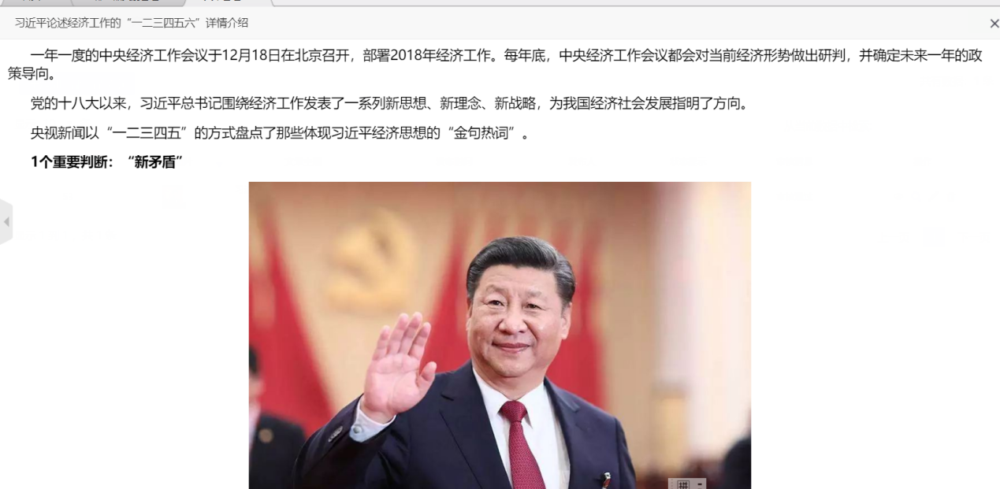 习近平论述经济工作的“一二三四五六”详情介绍
一年一度的中央经济工作会议于12月18日在北京召开，部署2018年经济工作。每年底，中央经济工作会议都会对当前经济形势做出研判，并确定未来一年的政
策导向。
党的十八大以来，习近平总书记围绕经济工作发表了一系列新思想、新理念、新战略，为我国经济社会发展指明了方向。
央视新闻以“一二三四五”的方式盘点了那些体现习近平经济思想的“金句热词”。
1个重要判断：“新矛盾”
拼